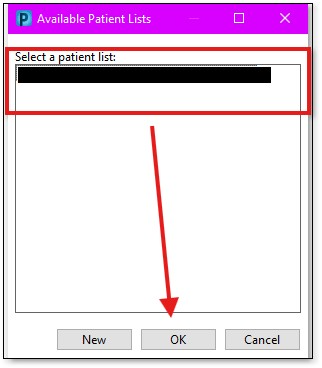 P Available Patient Lists
Select a patient list:
New OK Cancel